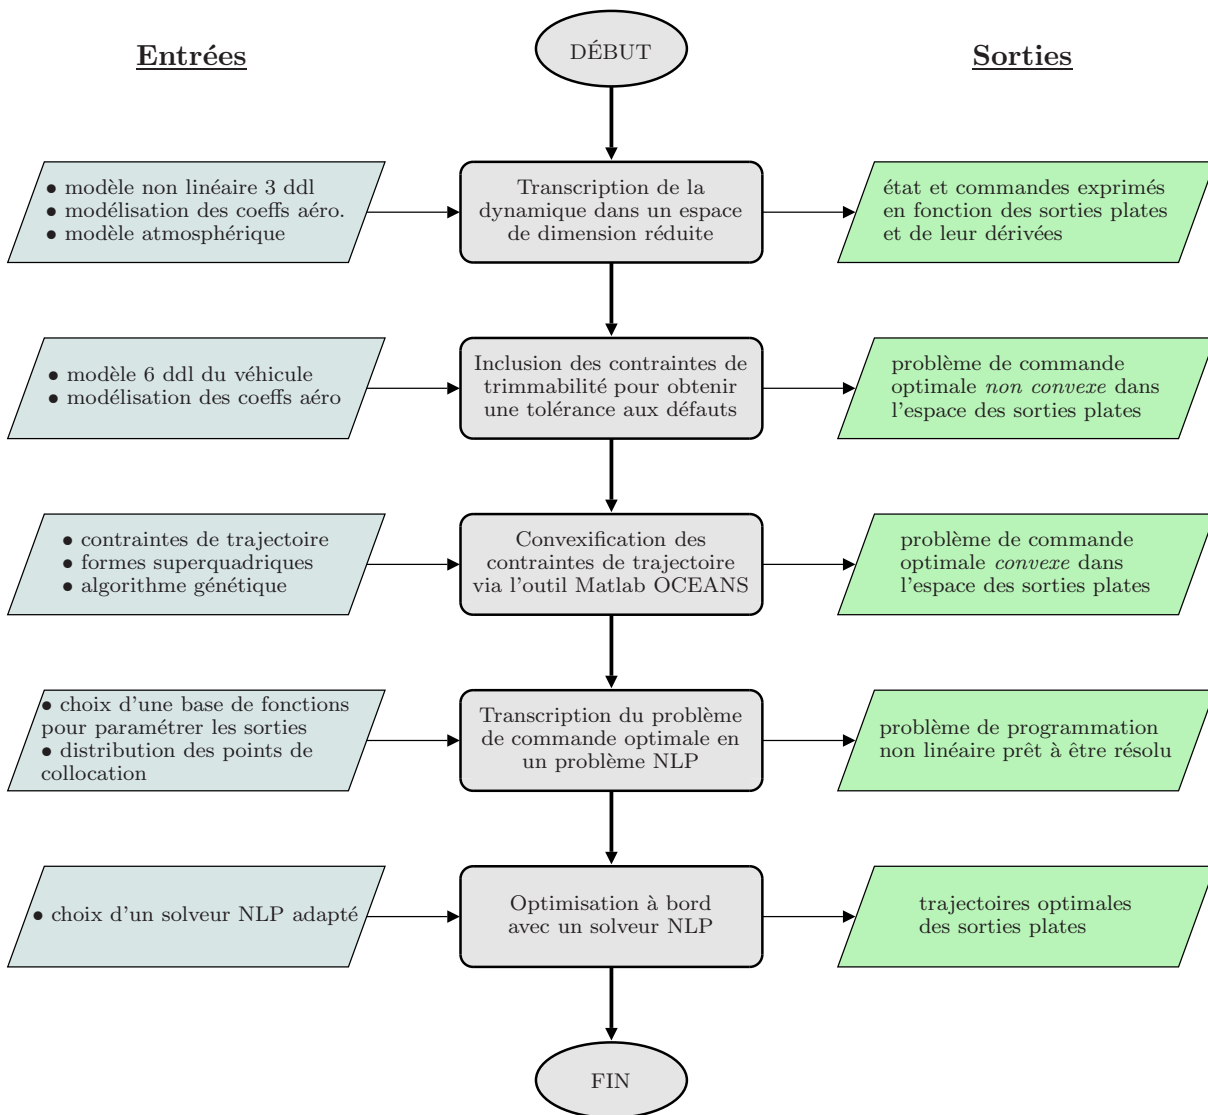 DÉBUT
Entrées
Sorties
• modèle non linéaire 3 ddl
• modélisation des coeffs aéro.
• modèle atmosphérique
Transcription de la
dynamique dans un espace
de dimension réduite
état et commandes exprimés
en fonction des sorties plates
et de leur dérivées
• modèle 6 ddl du véhicule
• modélisation des coeffs aéro
Inclusion des contraintes de
trimmabilité pour obtenir
une tolérance aux défauts
problème de commande
optimale non convexe dans
l'espace des sorties plates
• contraintes de trajectoire
• formes superquadriques
• algorithme génétique
Convexification des
contraintes de trajectoire
via l'outil Matlab OCEANS
problème de commande
optimale convexe dans
l'espace des sorties plates
• choix d'une base de fonctions
pour paramétrer les sorties
• distribution des points de
collocation
Transcription du problème
de commande optimale en
un problème NLP
problème de programmation
non linéaire prêt à être résolu
• choix d'un solveur NLP adapté
Optimisation à bord
avec un solveur NLP
trajectoires optimales
des sorties plates
FIN